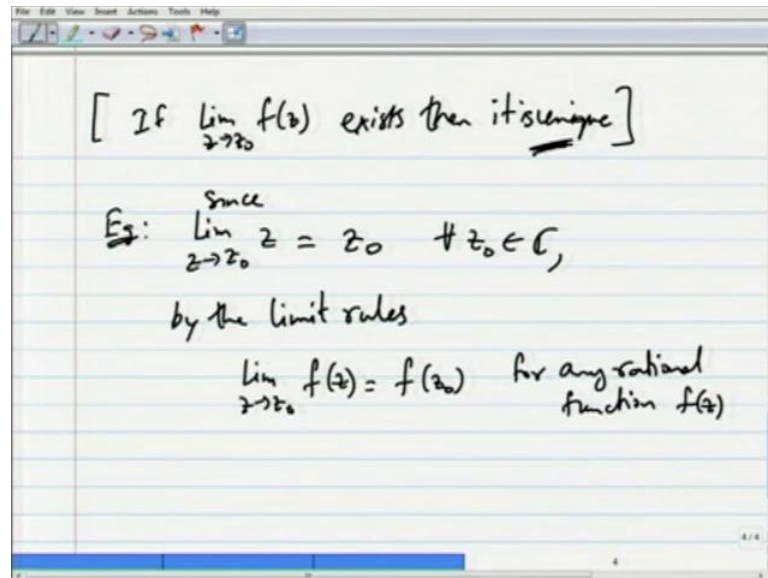 File Edit View Insert Actions Tools Help
[ If lim z→z₀ f(z) exists then it is unique ]
Eg: since lim z→z₀ z = z₀ ∀ z₀ ∈ ℂ,
by the limit rules
lim z→z₀ f(z) = f(z₀) for any rational
function f(z)
4/4
4